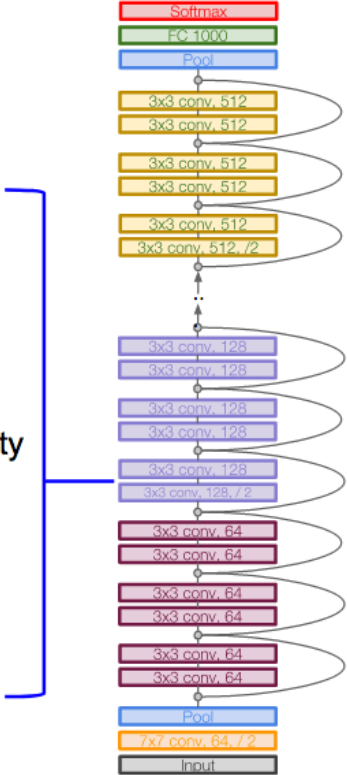 Softmax
FC 1000
Pool
3x3 conv, 512
3x3 conv, 512
3x3 conv, 512
3x3 conv, 512
3x3 conv, 512
3x3 conv, 512, /2
..
3x3 conv, 128
3x3 conv, 128
3x3 conv, 128
3x3 conv, 128
ty
3x3 conv, 128
3x3 conv, 128, / 2
3x3 conv, 64
3x3 conv, 64
3x3 conv, 64
3x3 conv, 64
3x3 conv, 64
3x3 conv, 64
Pool
7x7 conv, 64, / 2
Input